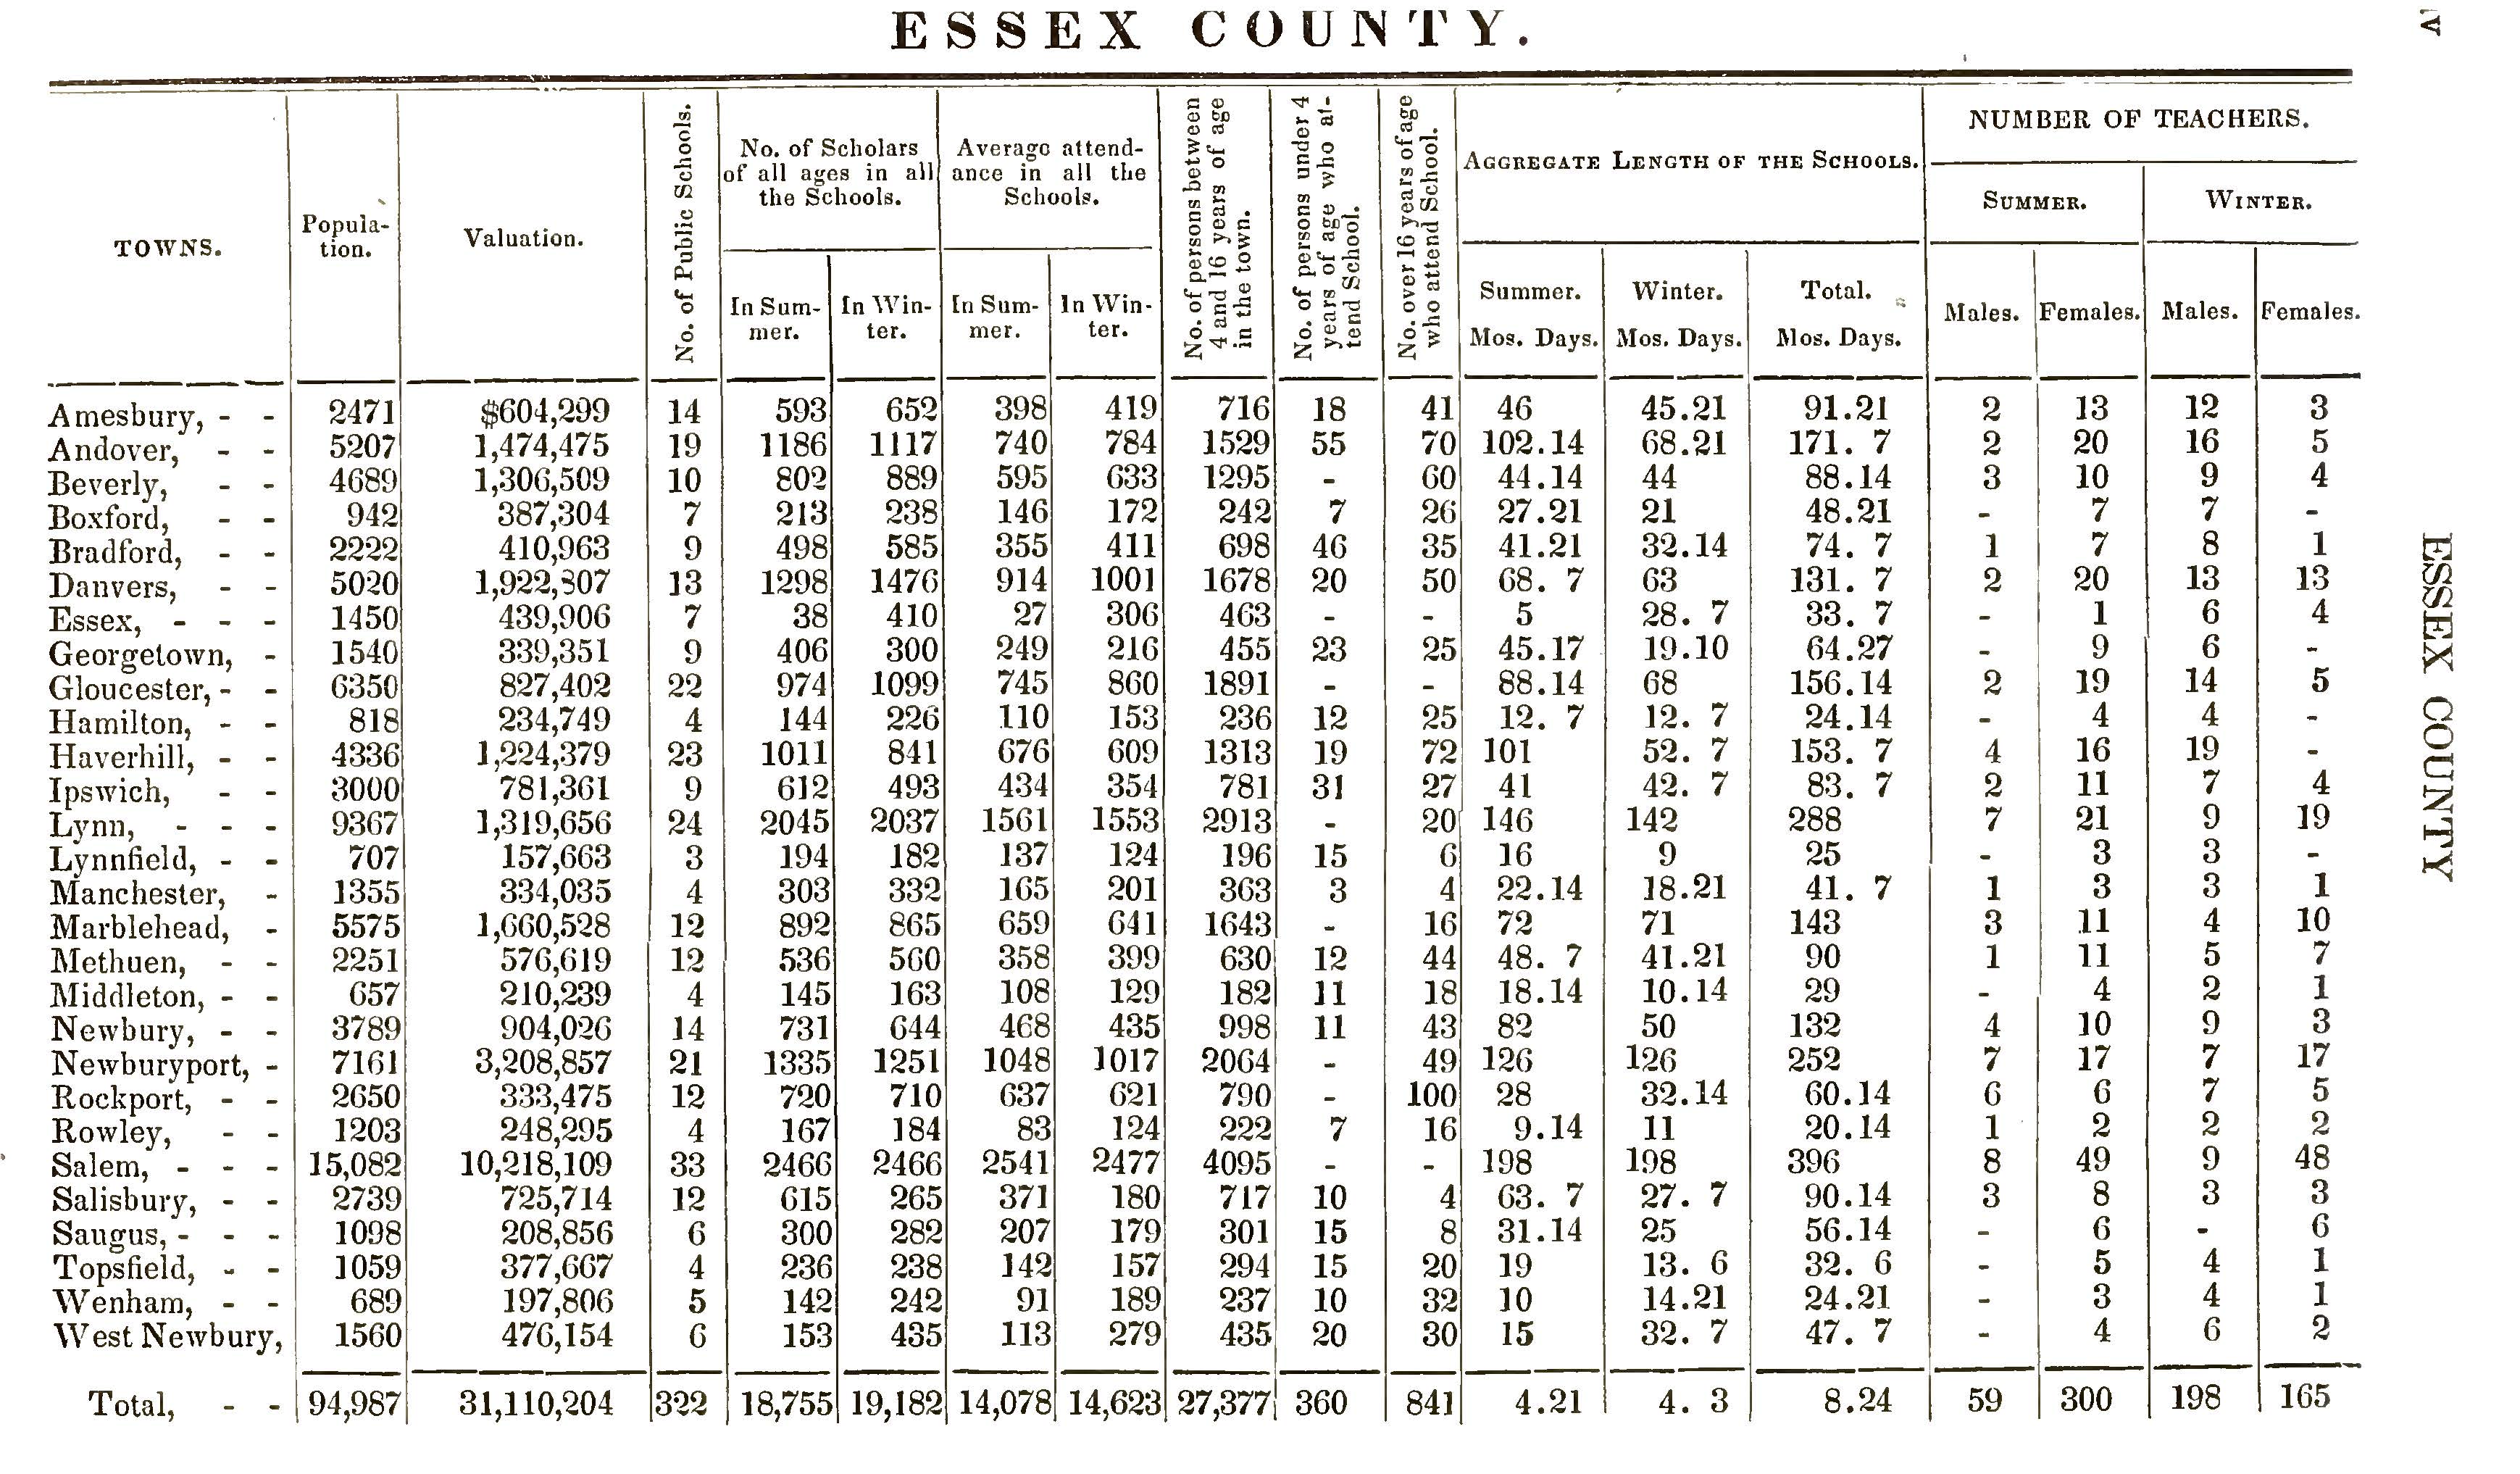 ESSEX COUNTY.
TOWNS.
Popula-
tion.
Valuation.
No. of Public Schools.
No. of Scholars
of all ages in all
the Schools.
In Sum-
mer.
In Win-
ter.
Average attend-
ance in all the
Schools.
In Sum-
mer.
In Win-
ter.
No. of persons between
4 and 16 years of age
in the town.
No. of persons under 4
years of age who at-
tend School.
No. over 16 years of age
who attend School.
AGGREGATE LENGTH OF THE SCHOOLS.
Summer.
Mos. Days.
Winter.
Mos. Days.
Total.
Mos. Days.
NUMBER OF TEACHERS.
SUMMER.
WINTER.
Males. Females. Males. Females.
Amesbury, - - 2471 $604,299 14 593 652 398 419 716 18 41 46 45.21 91.21 2 13 12 3
Andover, - - 5207 1,474,475 19 1186 1117 740 784 1529 55 70 102.14 68.21 171. 7 2 20 16 5
Beverly, - - 4689 1,306,509 10 802 889 595 633 1295 - 60 44.14 44 88.14 3 10 9 4
Boxford, - - 942 387,304 7 213 238 146 172 242 7 26 27.21 21 48.21 - 7 7 -
Bradford, - - 2222 410,963 9 498 585 355 411 698 46 35 41.21 32.14 74. 7 1 7 8 1
Danvers, - - 5020 1,922,807 13 1298 1476 914 1001 1678 20 50 68. 7 63 131. 7 2 20 13 13
Essex, - - - 1450 439,906 7 38 410 27 306 463 - - 5 28. 7 33. 7 - 1 6 4
Georgetown, - 1540 339,351 9 406 300 249 216 455 23 25 45.17 19.10 64.27 - 9 6 -
Gloucester, - - 6350 827,402 22 974 1099 745 860 1891 - - 88.14 68 156.14 2 19 14 5
Hamilton, - - 818 234,749 4 144 226 110 153 236 12 25 12. 7 12. 7 24.14 - 4 4 -
Haverhill, - - 4336 1,224,379 23 1011 841 676 609 1313 19 72 101 52. 7 153. 7 4 16 19 -
Ipswich, - - 3000 781,361 9 612 493 434 354 781 31 27 41 42. 7 83. 7 2 11 7 4
Lynn, - - - 9367 1,319,656 24 2045 2037 1561 1553 2913 - 20 146 142 288 7 21 9 19
Lynnfield, - - 707 157,663 3 194 182 137 124 196 15 6 16 9 25 - 3 3 -
Manchester, - 1355 334,035 4 303 332 165 201 363 3 4 22.14 18.21 41. 7 1 3 3 1
Marblehead, - 5575 1,660,528 12 892 865 659 641 1643 - 16 72 71 143 3 11 4 10
Methuen, - - 2251 576,619 12 536 560 358 399 630 12 44 48. 7 41.21 90 1 11 5 7
Middleton, - - 657 210,239 4 145 163 108 129 182 11 18 18.14 10.14 29 - 4 2 1
Newbury, - - 3789 904,026 14 731 644 468 435 998 11 43 82 50 132 4 10 9 3
Newburyport, - 7161 3,208,857 21 1335 1251 1048 1017 2064 - 49 126 126 252 7 17 7 17
Rockport, - - 2650 333,475 12 720 710 637 621 790 - 100 28 32.14 60.14 6 6 7 5
Rowley, - - 1203 248,295 4 167 184 83 124 222 7 16 9.14 11 20.14 1 2 2 2
Salem, - - - 15,082 10,218,109 33 2466 2466 2541 2477 4095 - - 198 198 396 8 49 9 48
Salisbury, - - 2739 725,714 12 615 265 371 180 717 10 4 63. 7 27. 7 90.14 3 8 3 3
Saugus, - - - 1098 208,856 6 300 282 207 179 301 15 8 31.14 25 56.14 - 6 - 6
Topsfield, - - 1059 377,667 4 236 238 142 157 294 15 20 19 13. 6 32. 6 - 5 4 1
Wenham, - - 689 197,806 5 142 242 91 189 237 10 32 10 14.21 24.21 - 3 4 1
West Newbury, 1560 476,154 6 153 435 113 279 435 20 30 15 32. 7 47. 7 - 4 6 2
Total, - - 94,987 31,110,204 322 18,755 19,182 14,078 14,623 27,377 360 841 4.21 4. 3 8.24 59 300 198 165
ESSEX COUNTY